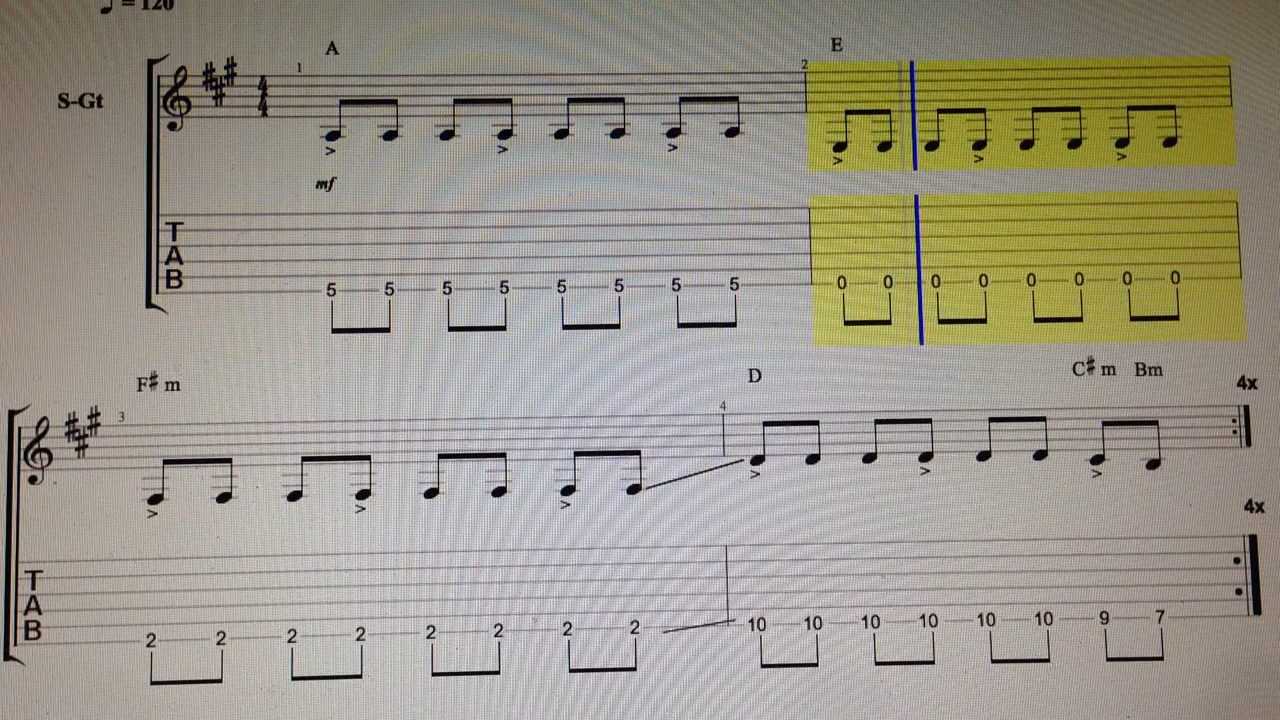 ♩ = 120
A E
1 2
S-Gt
4
4
mf
T
A
B
5 5 5 5 5 5 5 5 0 0 0 0 0 0 0 0
F# m D C# m Bm 4x
3 4
4x
T
A
B
2 2 2 2 2 2 2 2 10 10 10 10 10 10 9 7